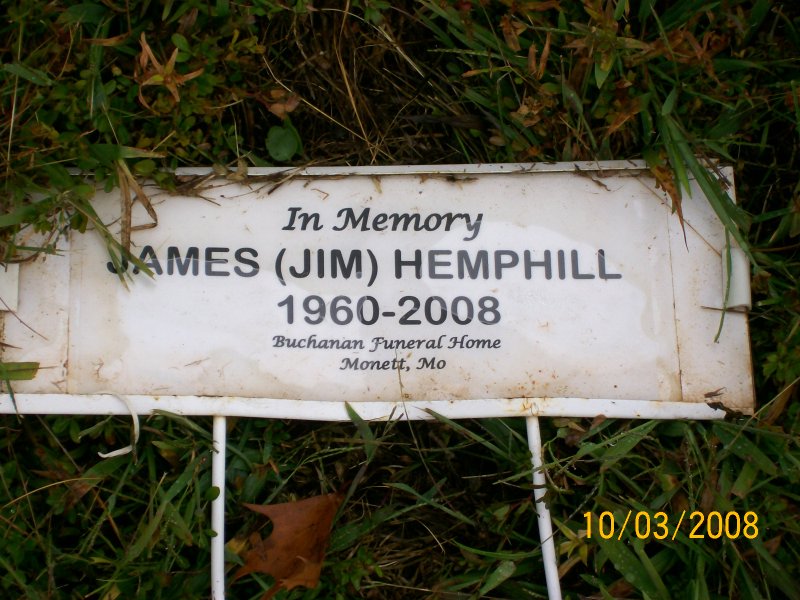 In Memory
JAMES (JIM) HEMPHILL
1960-2008
Buchanan Funeral Home
Monett, Mo
10/03/2008